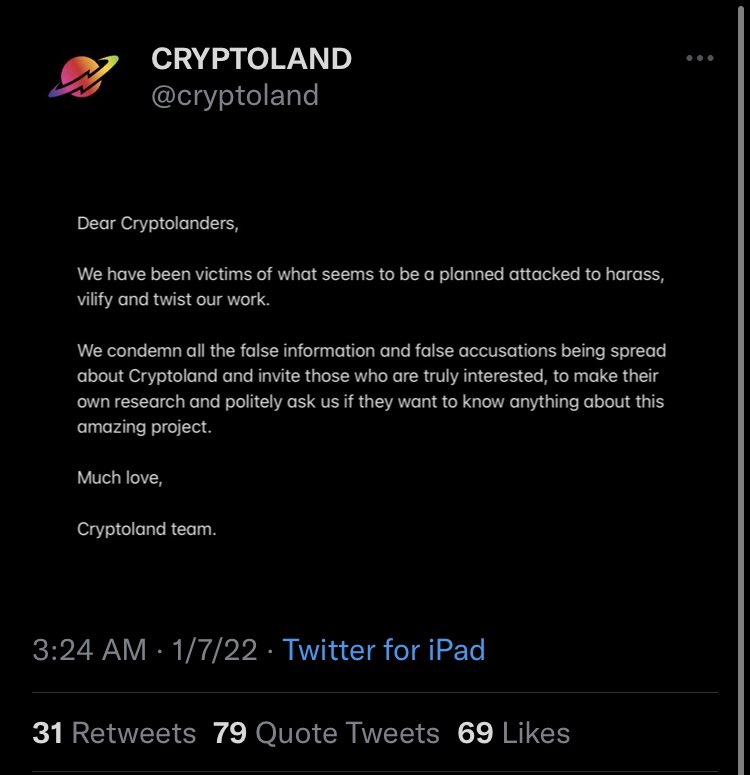 CRYPTOLAND
@cryptoland
Dear Cryptolanders,
We have been victims of what seems to be a planned attacked to harass,
vilify and twist our work.
We condemn all the false information and false accusations being spread
about Cryptoland and invite those who are truly interested, to make their
own research and politely ask us if they want to know anything about this
amazing project.
Much love,
Cryptoland team.
3:24 AM · 1/7/22 · Twitter for iPad
31 Retweets 79 Quote Tweets 69 Likes